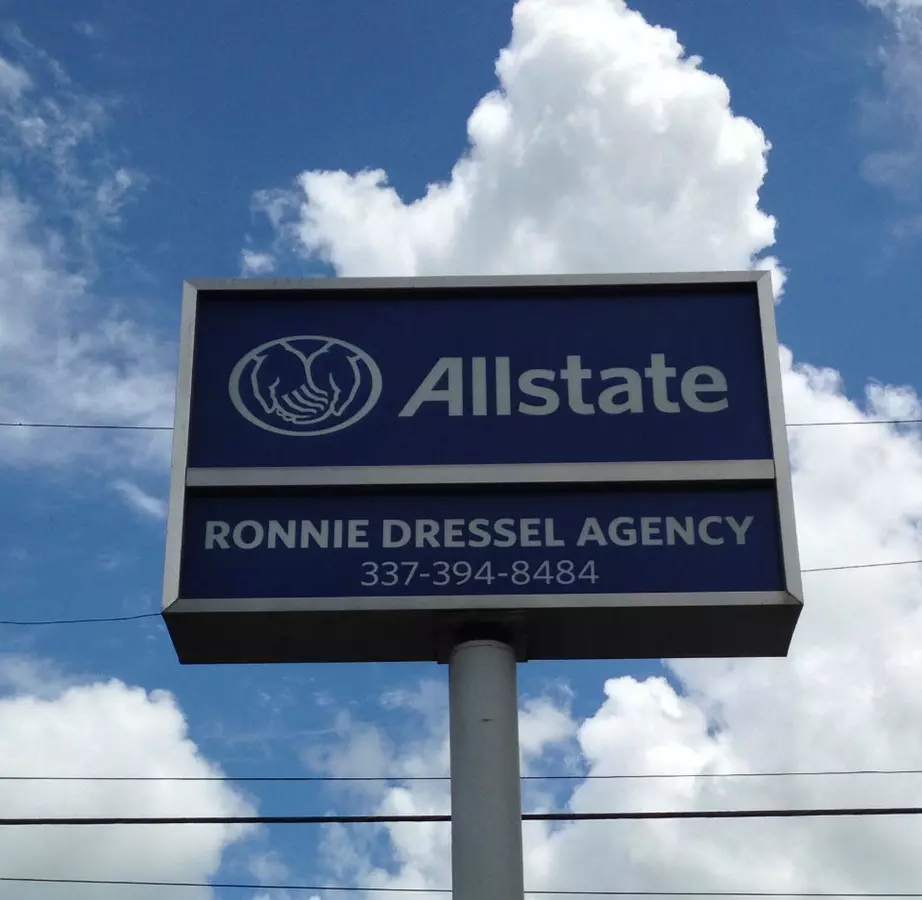 Allstate
RONNIE DRESSEL AGENCY
337-394-8484